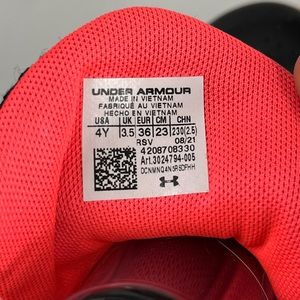 UNDER ARMOUR
MADE IN VIETNAM
FABRIQUÉ AU VIETNAM
HECHO EN VIETNAM
USA UK EUR CM CHN
4Y 3.5 36 23 230(2.5)
RSV 08/21
4208708330
Art.3024794-005